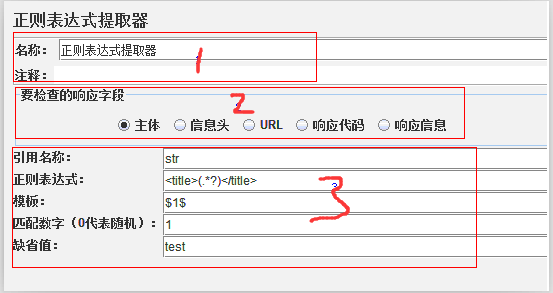 正则表达式提取器
名称： 正则表达式提取器
1
注释：
要检查的响应字段
2
主体 信息头 URL 响应代码 响应信息
引用名称： str
正则表达式： <title>(.*?)</title>
3
模板： $1$
匹配数字（0代表随机）： 1
缺省值： test